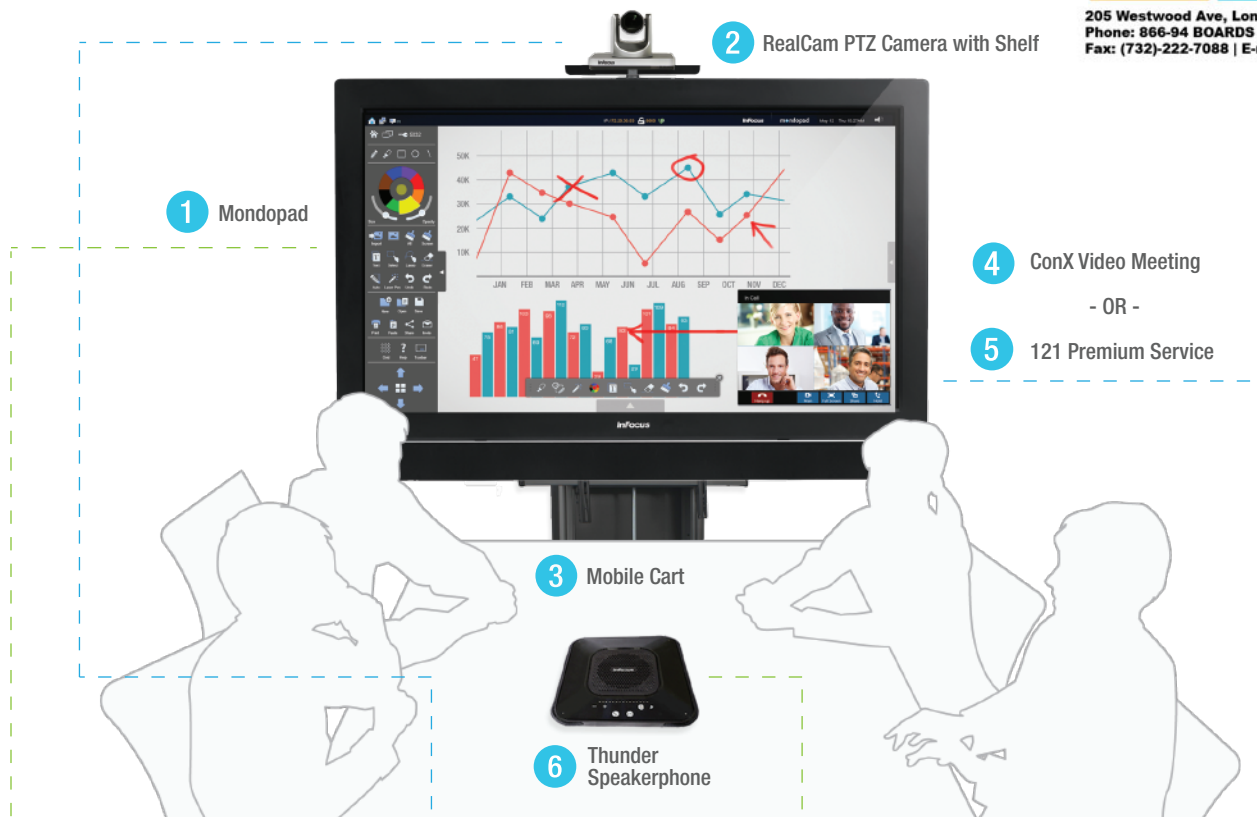 205 Westwood Ave, Lon
Phone: 866-94 BOARDS
Fax: (732)-222-7088 | E-
2 RealCam PTZ Camera with Shelf
InFocus mondopad
50K
40K
30K
20K
10K
JAN FEB MAR APR MAY JUN JUL AUG SEP OCT NOV DEC
1 Mondopad
In Call
4 ConX Video Meeting
- OR -
5 121 Premium Service
InFocus
3 Mobile Cart
InFocus
6 Thunder
Speakerphone